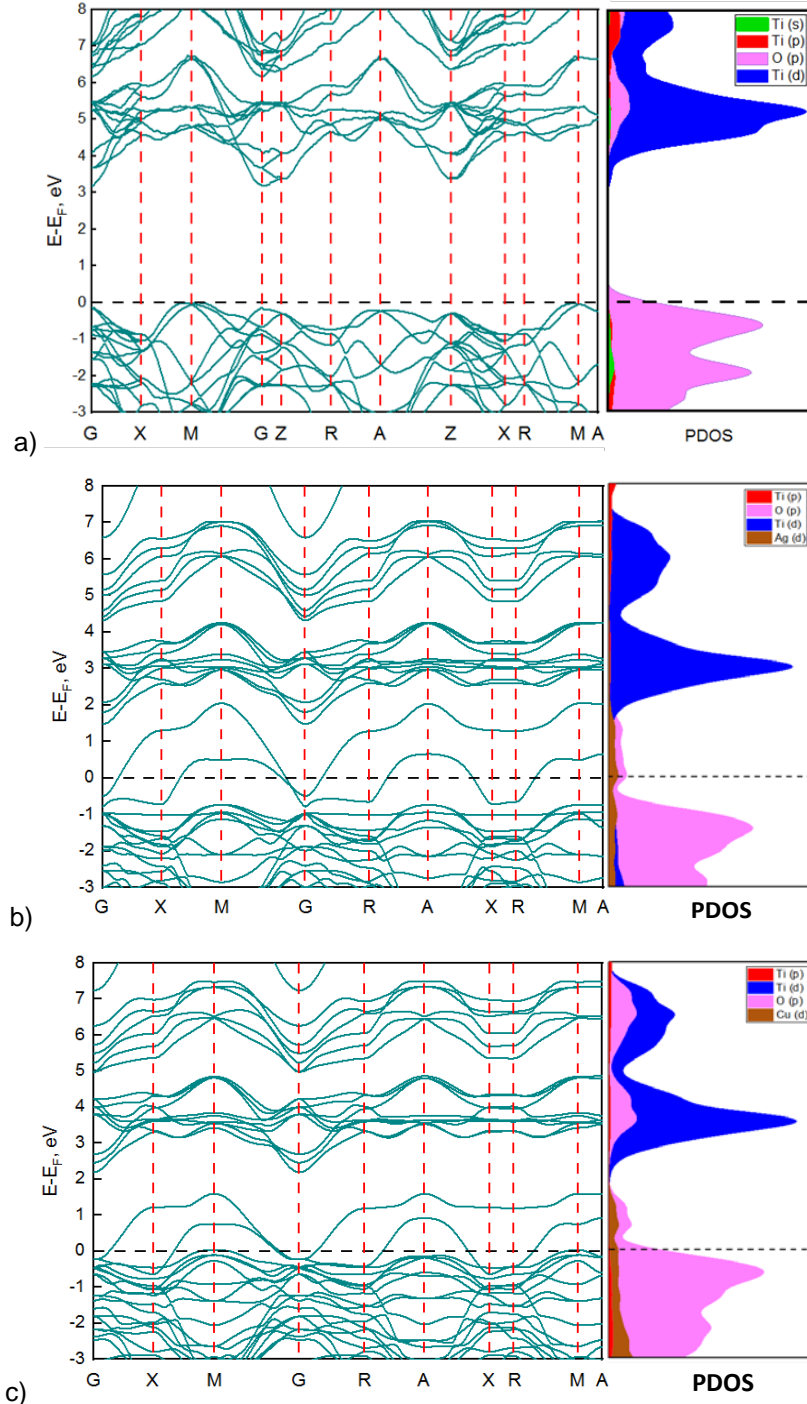 8
7
6
5
4
3
2
1
0
-1
-2
-3
E-E_F, eV
Ti (s)
Ti (p)
O (p)
Ti (d)
a)
G X M G Z R A Z X R M A
PDOS
8
7
6
5
4
3
2
1
0
-1
-2
-3
E-E_F, eV
Ti (p)
O (p)
Ti (d)
Ag (d)
b)
G X M G R A X R M A
PDOS
8
7
6
5
4
3
2
1
0
-1
-2
-3
E-E_F, eV
Ti (p)
Ti (d)
O (p)
Cu (d)
c)
G X M G R A X R M A
PDOS